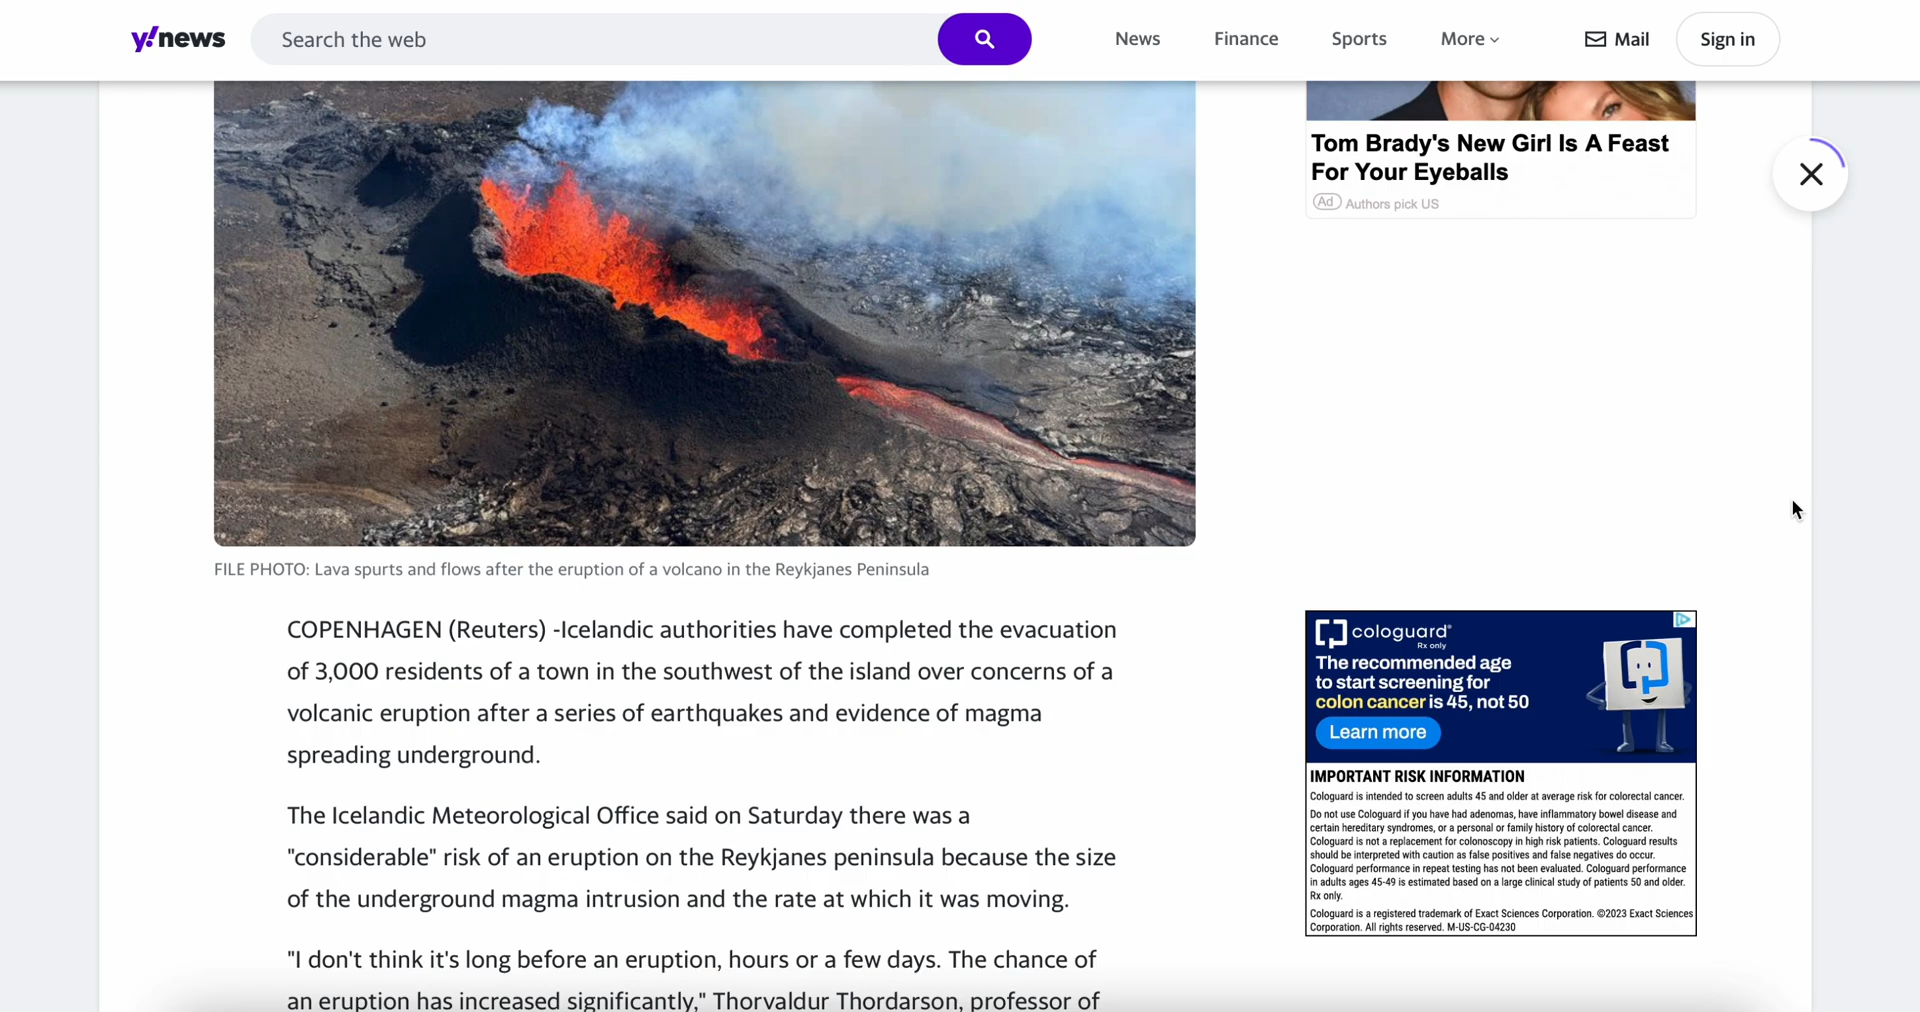 y!news
Search the web
News
Finance
Sports
More
Mail
Sign in
Tom Brady's New Girl Is A Feast
For Your Eyeballs
Ad Authors pick US
FILE PHOTO: Lava spurts and flows after the eruption of a volcano in the Reykjanes Peninsula
COPENHAGEN (Reuters) -Icelandic authorities have completed the evacuation
of 3,000 residents of a town in the southwest of the island over concerns of a
volcanic eruption after a series of earthquakes and evidence of magma
spreading underground.
The Icelandic Meteorological Office said on Saturday there was a
"considerable" risk of an eruption on the Reykjanes peninsula because the size
of the underground magma intrusion and the rate at which it was moving.
"I don't think it's long before an eruption, hours or a few days. The chance of
an eruption has increased significantly," Thorvaldur Thordarson, professor of
cologuard®
Rx only
The recommended age
to start screening for
colon cancer is 45, not 50
Learn more
IMPORTANT RISK INFORMATION
Cologuard is intended to screen adults 45 and older at average risk for colorectal cancer.
Do not use Cologuard if you have had adenomas, have inflammatory bowel disease and
certain hereditary syndromes, or a personal or family history of colorectal cancer.
Cologuard is not a replacement for colonoscopy in high risk patients. Cologuard results
should be interpreted with caution as false positives and false negatives do occur.
Cologuard performance in repeat testing has not been evaluated. Cologuard performance
in adults ages 45-49 is estimated based on a large clinical study of patients 50 and older.
Rx only.
Cologuard is a registered trademark of Exact Sciences Corporation. ©2023 Exact Sciences
Corporation. All rights reserved. M-US-CG-04230